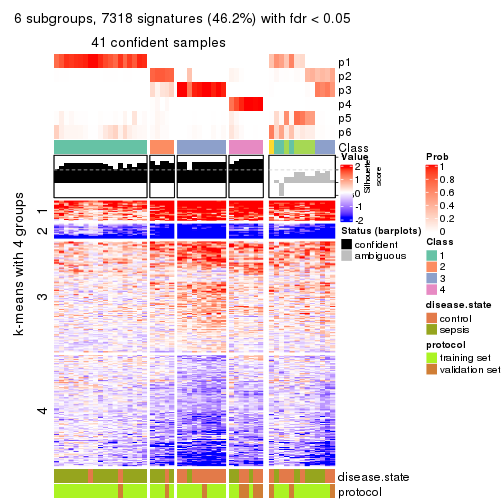 6 subgroups, 7318 signatures (46.2%) with fdr < 0.05
41 confident samples
p1
p2
p3
p4
p5
p6
Class
k-means with 4 groups
1
2
3
4
Value
2
1
0
-1
-2
Silhouette
score
Status (barplots)
confident
ambiguous
Prob
1
0.8
0.6
0.4
0.2
0
Class
1
2
3
4
disease.state
control
sepsis
protocol
training set
validation set
disease.state
protocol